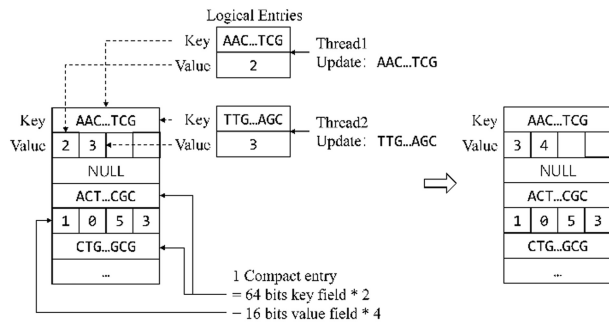 Logical Entries
Key AAC...TCG Thread1
Value 2 Update: AAC...TCG
Key AAC...TCG Key TTG...AGC Thread2
Value 2 3 Value 3 Update: TTG...AGC
NULL
ACT...CGC
1 0 5 3
CTG...GCG
...
1 Compact entry
= 64 bits key field * 2
− 16 bits value field * 4
Key AAC...TCG
Value 3 4
NULL
ACT...CGC
1 0 5 3
CTG...GCG
...